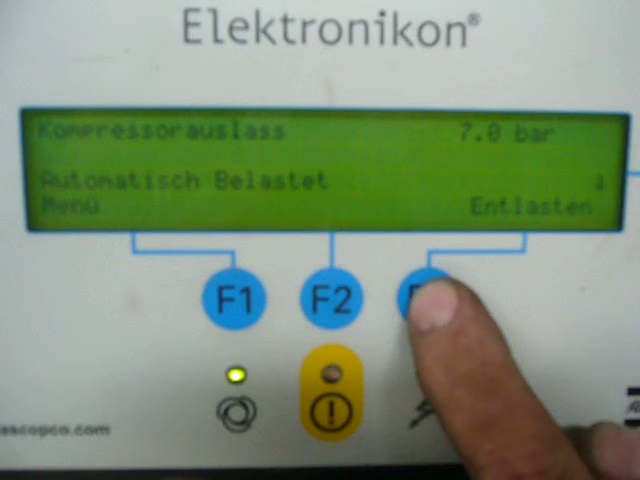 Elektronikon®
Kompressorauslass 7.0 bar
Automatisch Belastet ↓
Menü Entlasten
F1 F2
ascopco.com